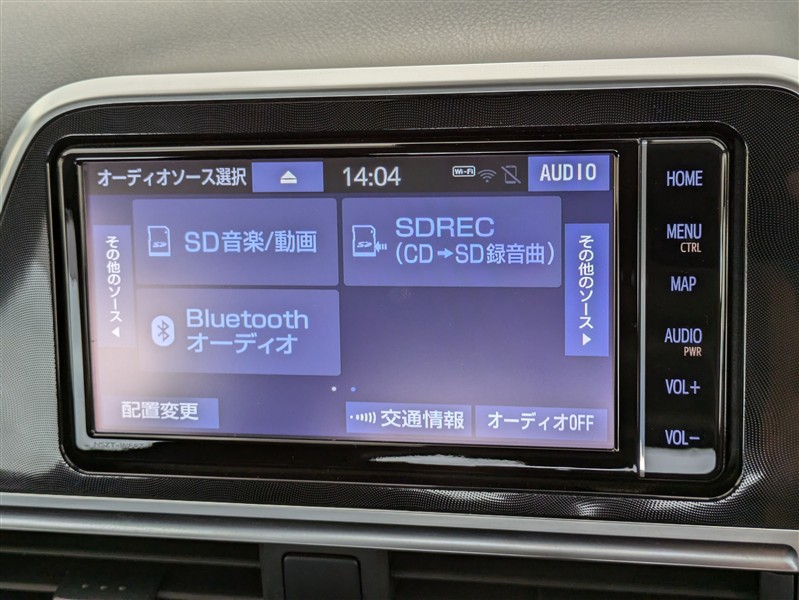 オーディオソース選択
14:04
Wi-Fi
AUDIO
その他のソース
SD
SD音楽/動画
SD
SDREC
(CD➡SD録音曲)
その他のソース
Bluetooth
オーディオ
配置変更
交通情報
オーディオOFF
HOME
MENU
CTRL
MAP
AUDIO
PWR
VOL+
VOL−